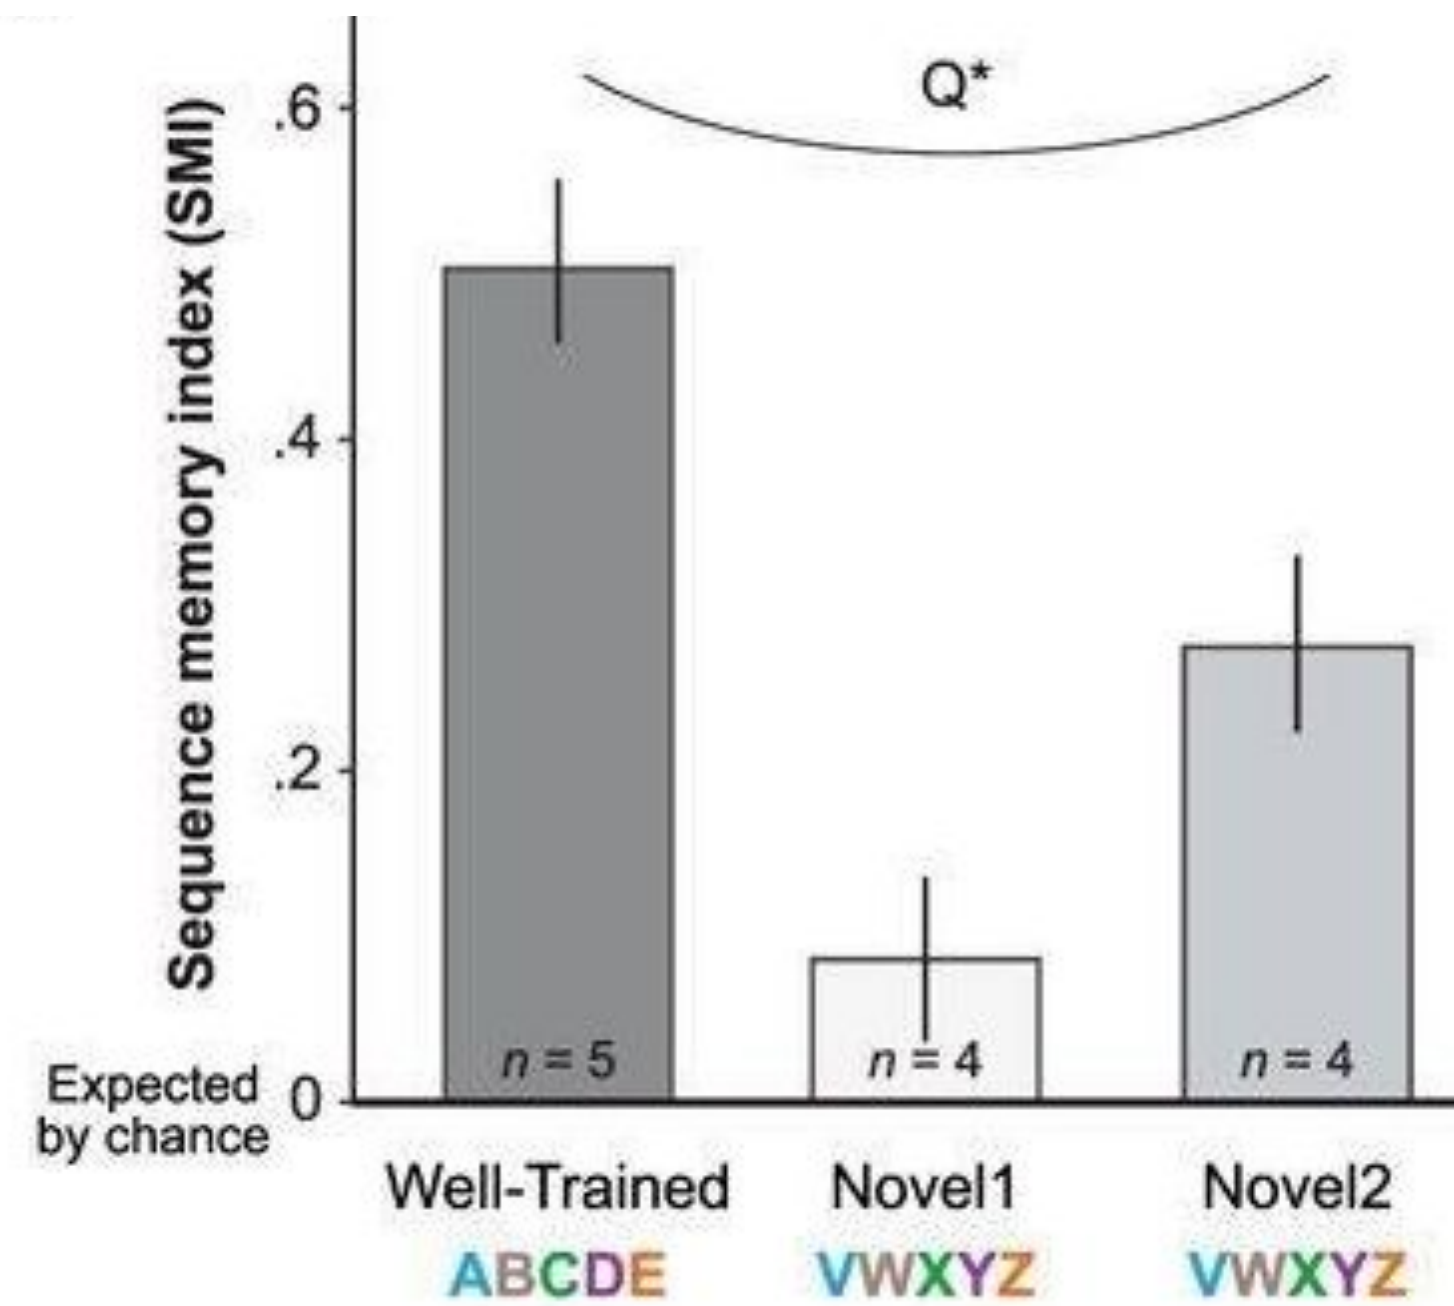 Q*
Sequence memory index (SMI)
.6
.4
.2
0
Expected
by chance
n = 5
n = 4
n = 4
Well-Trained
Novel1
Novel2
ABCDE
VWXYZ
VWXYZ